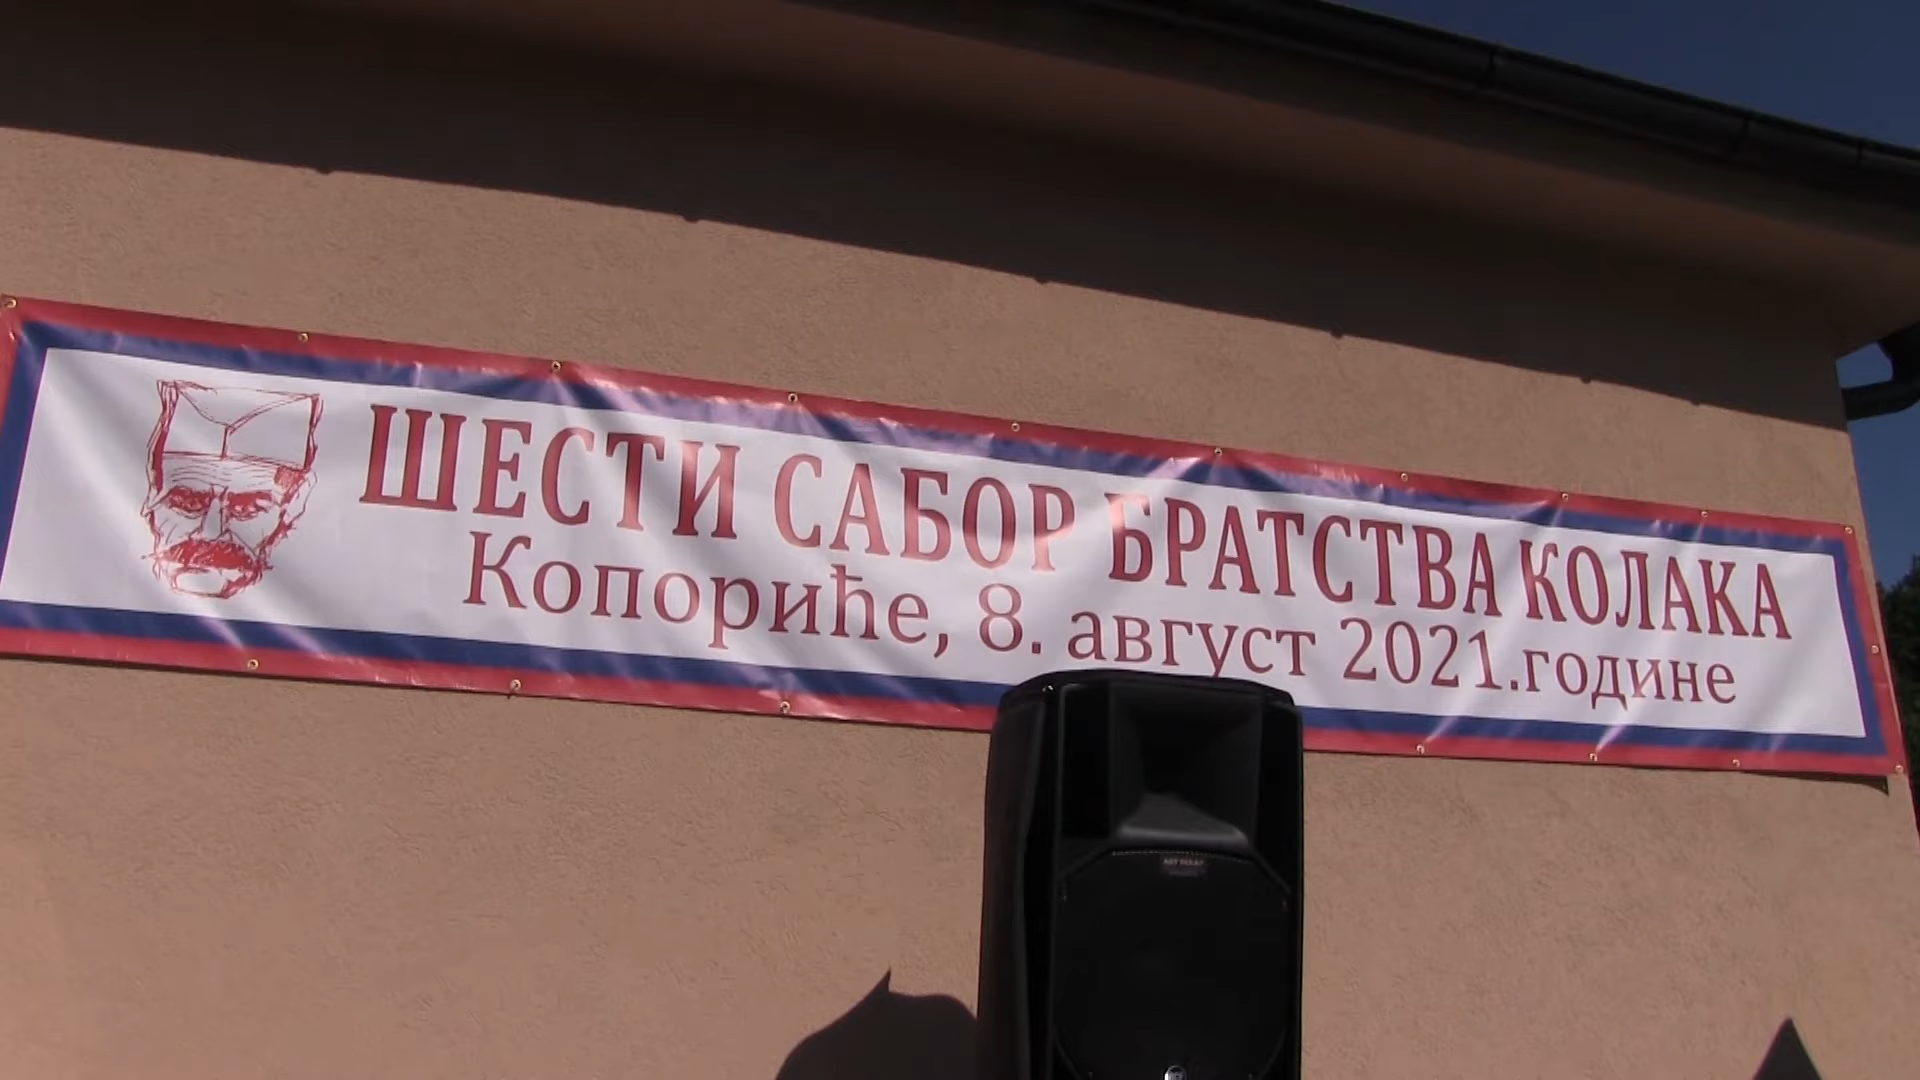 ШЕСТИ САБОР БРАТСТВА КОЛАКА
Копориће, 8. август 2021.године